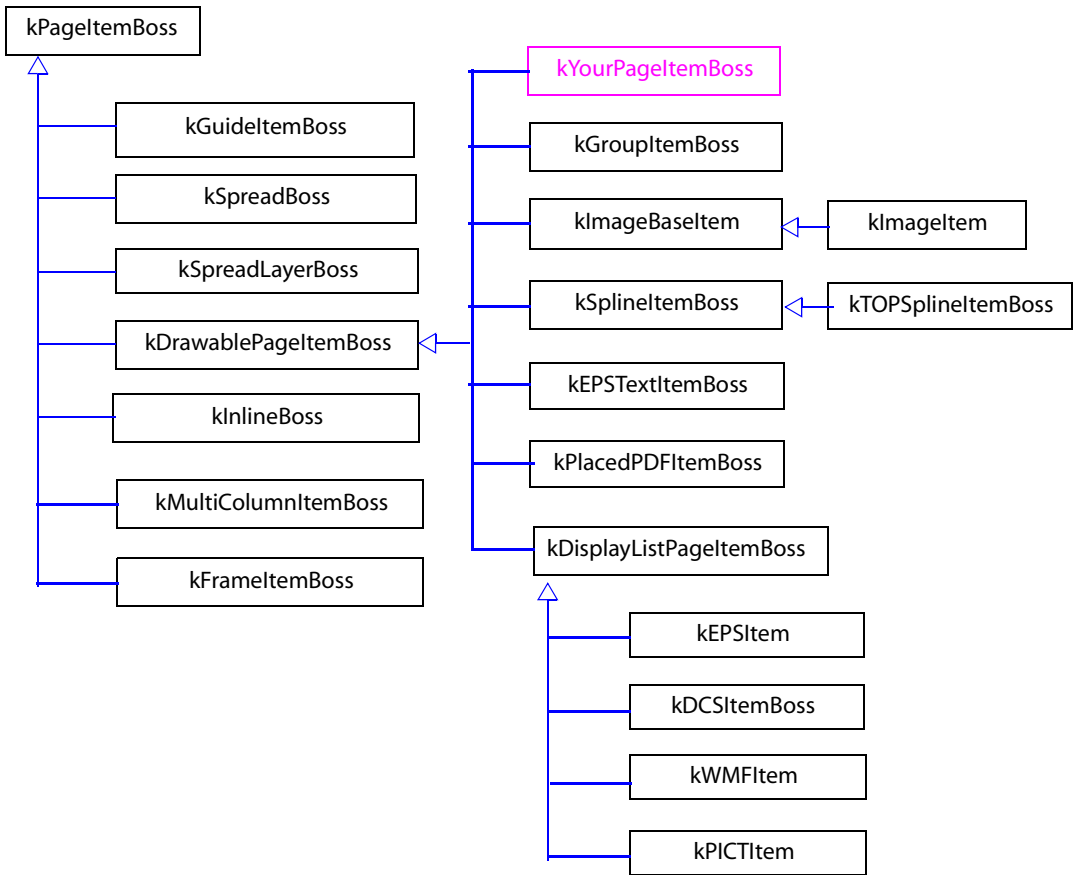 kPageItemBoss
kGuideItemBoss
kSpreadBoss
kSpreadLayerBoss
kDrawablePageItemBoss
kInlineBoss
kMultiColumnItemBoss
kFrameItemBoss
kYourPageItemBoss
kGroupItemBoss
kImageBaseItem
kImageItem
kSplineItemBoss
kTOPSplineItemBoss
kEPSTextItemBoss
kPlacedPDFItemBoss
kDisplayListPageItemBoss
kEPSItem
kDCSItemBoss
kWMFItem
kPICTItem